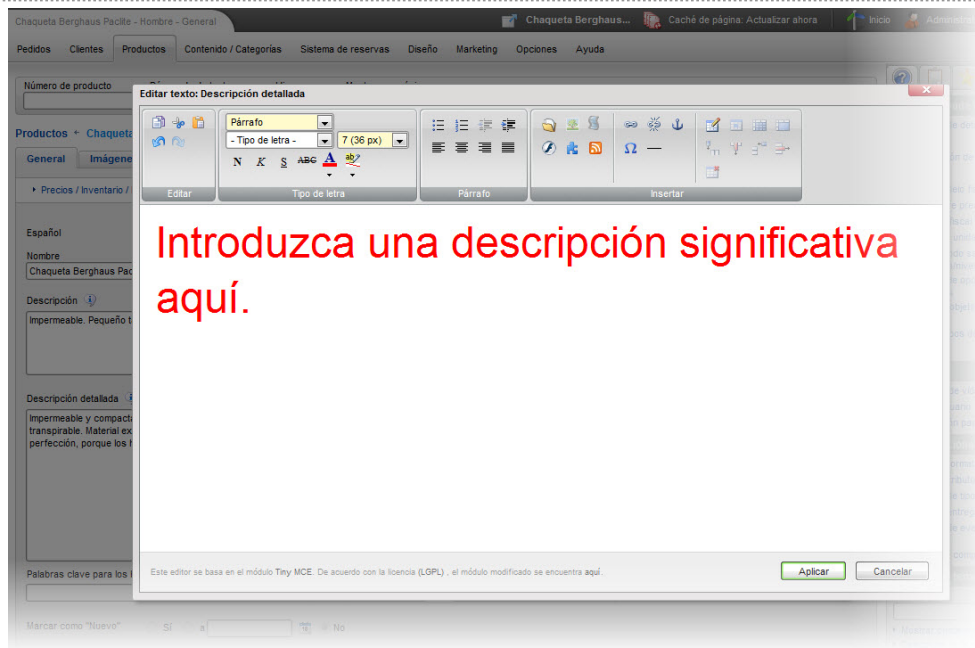 Chaqueta Berghaus Paclite - Hombre - General
Chaqueta Berghaus... Caché de página: Actualizar ahora Inicio
Pedidos Clientes Productos Contenido / Categorías Sistema de reservas Diseño Marketing Opciones Ayuda
Número de producto
Editar texto: Descripción detallada
Productos Chaqueta
General
Precios / Inventario /
Párrafo
- Tipo de letra - 7 (36 px)
N K S ABC A ab
Editar Tipo de letra Párrafo Insertar
Español
Nombre
Chaqueta Berghaus Pac
Descripción
Impermeable. Pequeño t
Introduzca una descripción significativa
aquí.
Descripción detallada
Impermeable y compact
transpirable. Material ex
perfección, porque los
Este editor se basa en el módulo Tiny MCE. De acuerdo con la licencia (LGPL) , el módulo modificado se encuentra aquí.
Aplicar Cancelar
Palabras clave para los
Marcar como "Nuevo" Sí a No